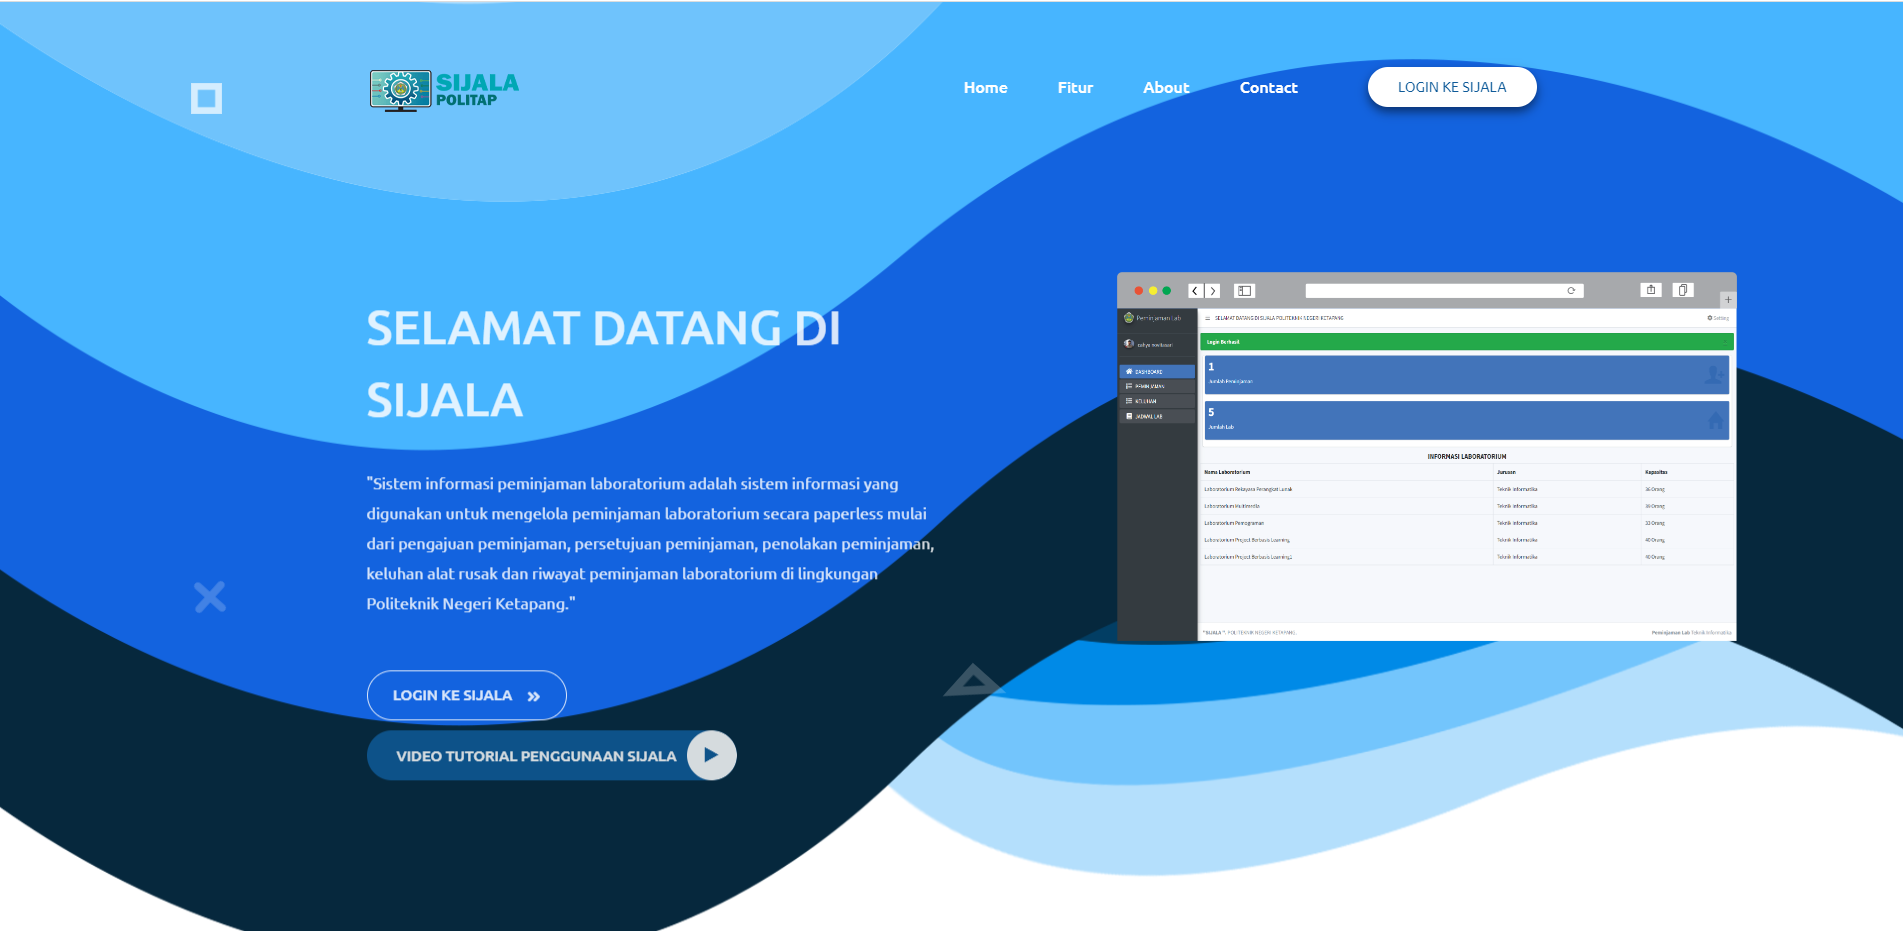 SIJALA
POLITAP
Home
Fitur
About
Contact
LOGIN KE SIJALA
SELAMAT DATANG DI
SIJALA
"Sistem informasi peminjaman laboratorium adalah sistem informasi yang
digunakan untuk mengelola peminjaman laboratorium secara paperless mulai
dari pengajuan peminjaman, persetujuan peminjaman, penolakan peminjaman,
keluhan alat rusak dan riwayat peminjaman laboratorium di lingkungan
Politeknik Negeri Ketapang."
LOGIN KE SIJALA
VIDEO TUTORIAL PENGGUNAAN SIJALA
Peminjaman Lab
SELAMAT DATANG DI SIJALA POLITEKNIK NEGERI KETAPANG
Setting
Login Berhasil
DASHBOARD
PEMINJAMAN
KELUHAN
JADWAL LAB
1
Jumlah Peminjaman
5
Jumlah Lab
INFORMASI LABORATORIUM
Nama Laboratorium Jurusan Kapasitas
Laboratorium Rekayasa Perangkat Lunak Teknik Informatika 36 Orang
Laboratorium Multimedia Teknik Informatika 39 Orang
Laboratorium Pemograman Teknik Informatika 33 Orang
Laboratorium Project Berbasis Learning Teknik Informatika 40 Orang
Laboratorium Project Berbasis Learning1 Teknik Informatika 40 Orang
"SIJALA ": POLITEKNIK NEGERI KETAPANG.
Peminjaman Lab Teknik Informatika